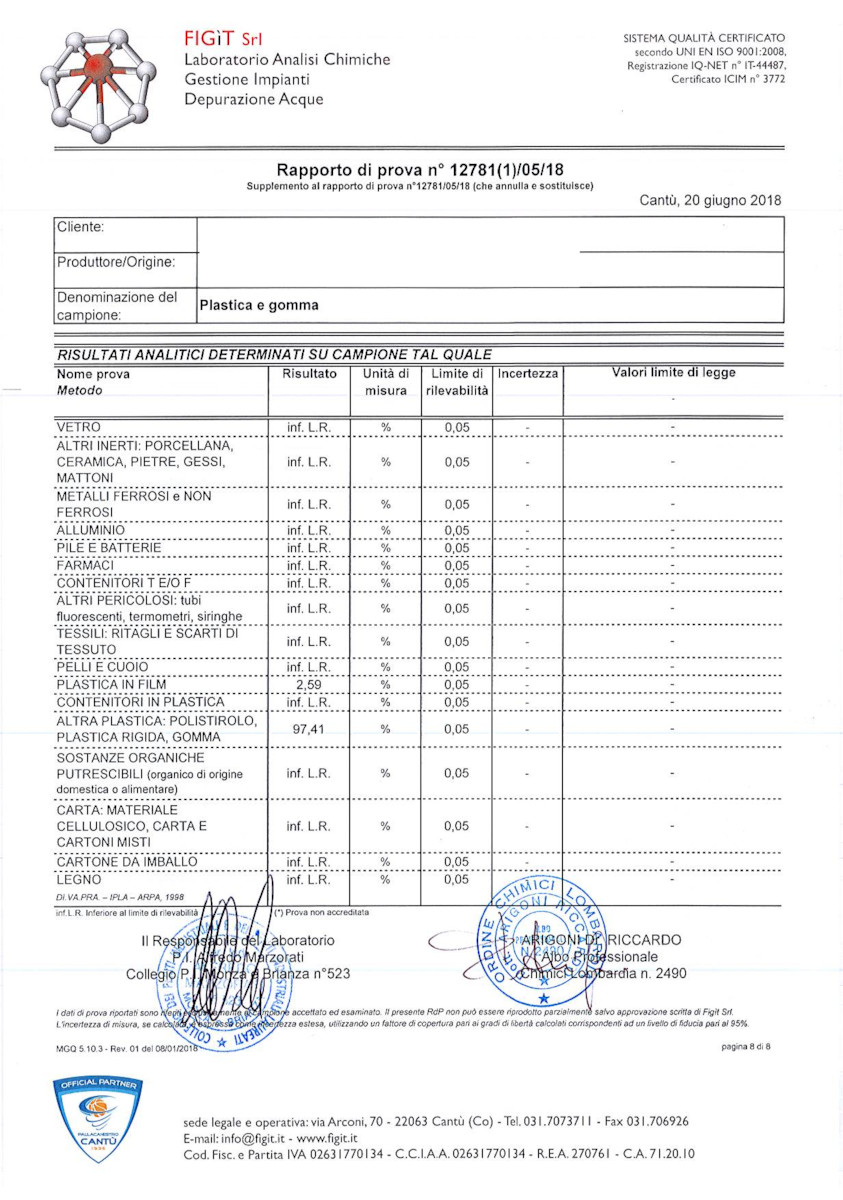 FIGìT Srl
Laboratorio Analisi Chimiche
Gestione Impianti
Depurazione Acque
SISTEMA QUALITÀ CERTIFICATO
secondo UNI EN ISO 9001:2008,
Registrazione IQ-NET n° IT-44487,
Certificato ICIM n° 3772
Rapporto di prova n° 12781(1)/05/18
Supplemento al rapporto di prova n°12781/05/18 (che annulla e sostituisce)
Cantù, 20 giugno 2018
Cliente:
Produttore/Origine:
Denominazione del
campione:
Plastica e gomma
RISULTATI ANALITICI DETERMINATI SU CAMPIONE TAL QUALE
Nome prova Risultato Unità di Limite di Incertezza Valori limite di legge
Metodo misura rilevabilità
-
VETRO inf. L.R. % 0,05 - -
ALTRI INERTI: PORCELLANA,
CERAMICA, PIETRE, GESSI, inf. L.R. % 0,05 - -
MATTONI
METALLI FERROSI e NON
FERROSI inf. L.R. % 0,05 - -
ALLUMINIO inf. L.R. % 0,05 - -
PILE E BATTERIE inf. L.R. % 0,05 - -
FARMACI inf. L.R. % 0,05 - -
CONTENITORI T E/O F inf. L.R. % 0,05 - -
ALTRI PERICOLOSI: tubi
fluorescenti, termometri, siringhe inf. L.R. % 0,05 - -
TESSILI: RITAGLI E SCARTI DI
TESSUTO inf. L.R. % 0,05 - -
PELLI E CUOIO inf. L.R. % 0,05 - -
PLASTICA IN FILM 2,59 % 0,05 - -
CONTENITORI IN PLASTICA inf. L.R. % 0,05 - -
ALTRA PLASTICA: POLISTIROLO,
PLASTICA RIGIDA, GOMMA 97,41 % 0,05 - -
SOSTANZE ORGANICHE
PUTRESCIBILI (organico di origine inf. L.R. % 0,05 - -
domestica o alimentare)
CARTA: MATERIALE
CELLULOSICO, CARTA E inf. L.R. % 0,05 - -
CARTONI MISTI
CARTONE DA IMBALLO inf. L.R. % 0,05 - -
LEGNO inf. L.R. % 0,05 - -
DI.VA.PRA. – IPLA – ARPA, 1998
inf.L.R. Inferiore al limite di rilevabilità (*) Prova non accreditata
Il Responsabile del Laboratorio
P.I. Alfredo Marzorati
Collegio P.I. Monza e Brianza n°523
ORDINE CHIMICI LOMBARDIA
Dott. ARIGONI RICCARDO
ALBO
N. 2490
ARIGONI Dr. RICCARDO
Albo Professionale
Chimici Lombardia n. 2490
I dati di prova riportati sono riferiti esclusivamente al campione accettato ed esaminato. Il presente RdP non può essere riprodotto parzialmente salvo approvazione scritta di Figit Srl.
L'incertezza di misura, se calcolata, è espressa come incertezza estesa, utilizzando un fattore di copertura pari ai gradi di libertà calcolati corrispondenti ad un livello di fiducia pari al 95%.
MGQ 5.10.3 - Rev. 01 del 08/01/2018 pagina 8 di 8
OFFICIAL PARTNER
PALLACANESTRO
CANTÙ
1936
sede legale e operativa: via Arconi, 70 - 22063 Cantù (Co) - Tel. 031.7073711 - Fax 031.706926
E-mail: info@figit.it - www.figit.it
Cod. Fisc. e Partita IVA 02631770134 - C.C.I.A.A. 02631770134 - R.E.A. 270761 - C.A. 71.20.10